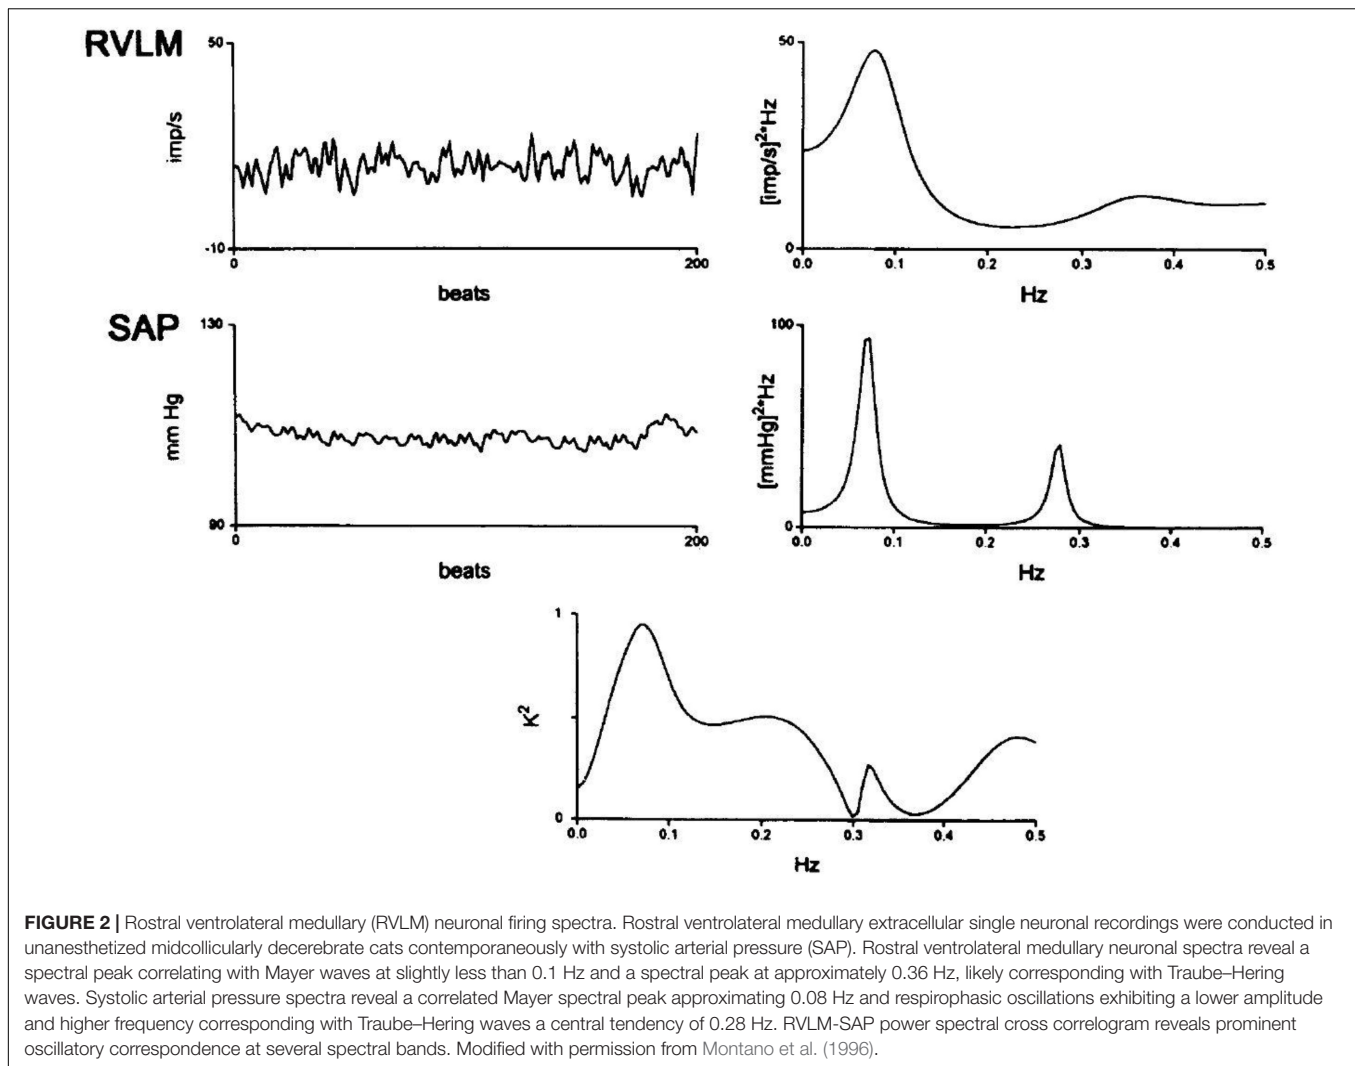 RVLM
50
imp/s
-10
0
200
beats
50
[imp/s]²*Hz
0
0.0
0.1
0.2
0.3
0.4
0.5
Hz
SAP
130
mm Hg
90
0
200
beats
100
[mmHg]²*Hz
0
0.0
0.1
0.2
0.3
0.4
0.5
Hz
1
K²
0
0.0
0.1
0.2
0.3
0.4
0.5
Hz
FIGURE 2 | Rostral ventrolateral medullary (RVLM) neuronal firing spectra. Rostral ventrolateral medullary extracellular single neuronal recordings were conducted in
unanesthetized midcollicularly decerebrate cats contemporaneously with systolic arterial pressure (SAP). Rostral ventrolateral medullary neuronal spectra reveal a
spectral peak correlating with Mayer waves at slightly less than 0.1 Hz and a spectral peak at approximately 0.36 Hz, likely corresponding with Traube–Hering
waves. Systolic arterial pressure spectra reveal a correlated Mayer spectral peak approximating 0.08 Hz and respirophasic oscillations exhibiting a lower amplitude
and higher frequency corresponding with Traube–Hering waves a central tendency of 0.28 Hz. RVLM-SAP power spectral cross correlogram reveals prominent
oscillatory correspondence at several spectral bands. Modified with permission from Montano et al. (1996).